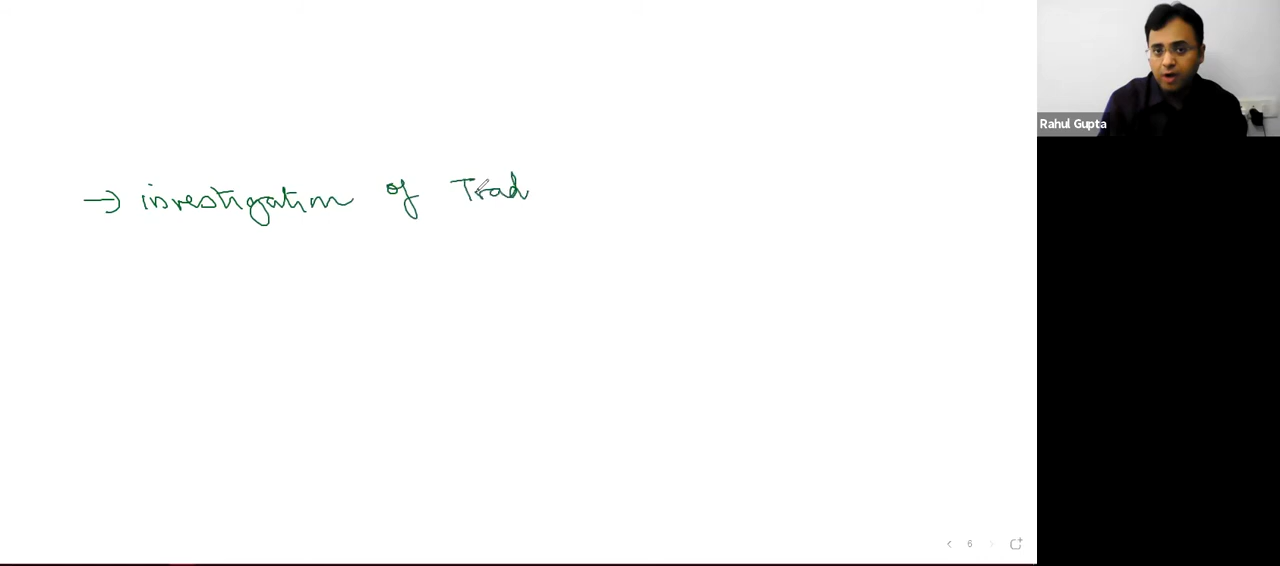 → investigation of Trad
Rahul Gupta
6